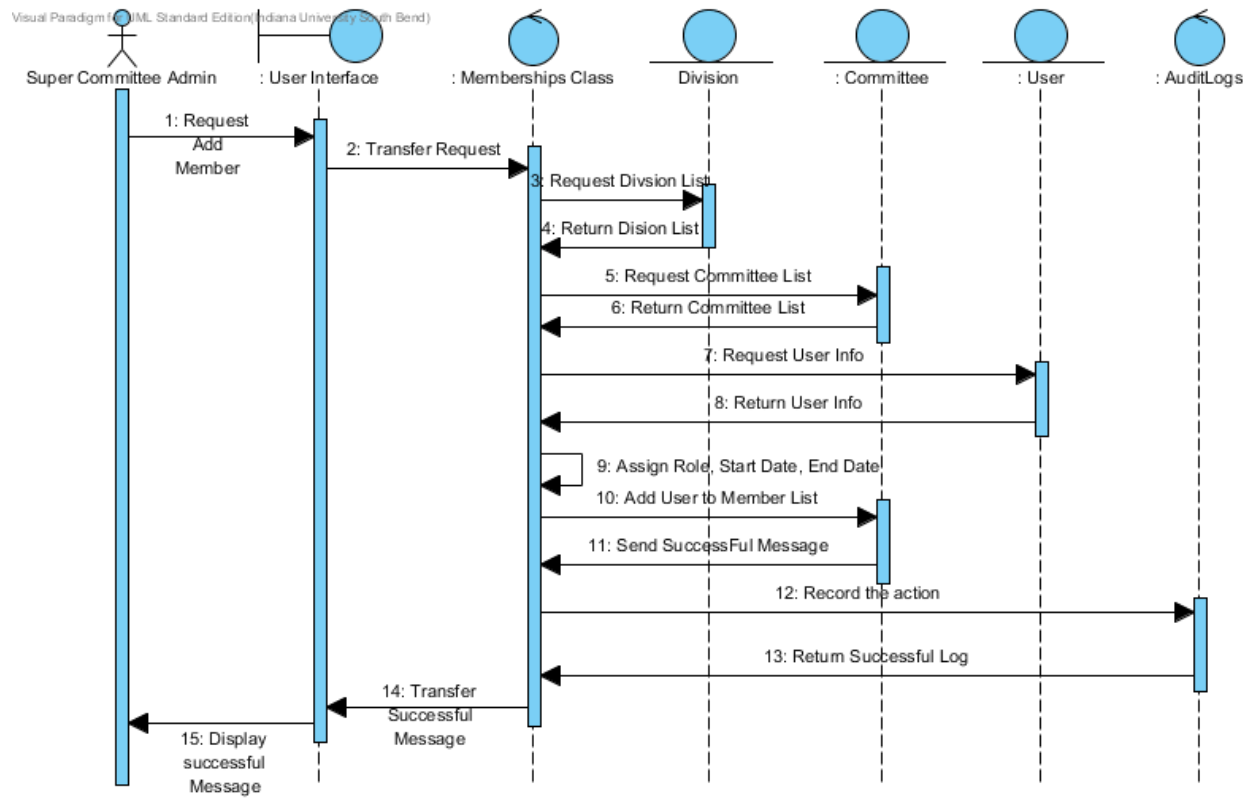 Visual Paradigm for UML Standard Edition(Indiana University South Bend)
Super Committee Admin
: User Interface
: Memberships Class
Division
: Committee
: User
: AuditLogs
1: Request
Add
Member
2: Transfer Request
3: Request Divsion List
4: Return Dision List
5: Request Committee List
6: Return Committee List
7: Request User Info
8: Return User Info
9: Assign Role, Start Date, End Date
10: Add User to Member List
11: Send SuccessFul Message
12: Record the action
13: Return Successful Log
14: Transfer
Successful
Message
15: Display
successful
Message